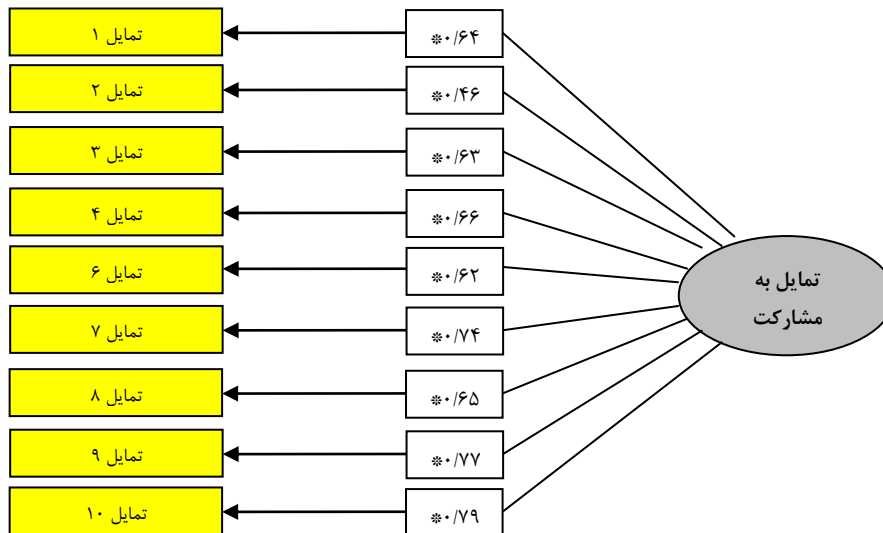 تمایل ۱
*۰/۶۴
تمایل ۲
*۰/۴۶
تمایل ۳
*۰/۶۳
تمایل ۴
*۰/۶۶
تمایل ۶
*۰/۶۲
تمایل ۷
*۰/۷۴
تمایل ۸
*۰/۶۵
تمایل ۹
*۰/۷۷
تمایل ۱۰
*۰/۷۹
تمایل به
مشارکت